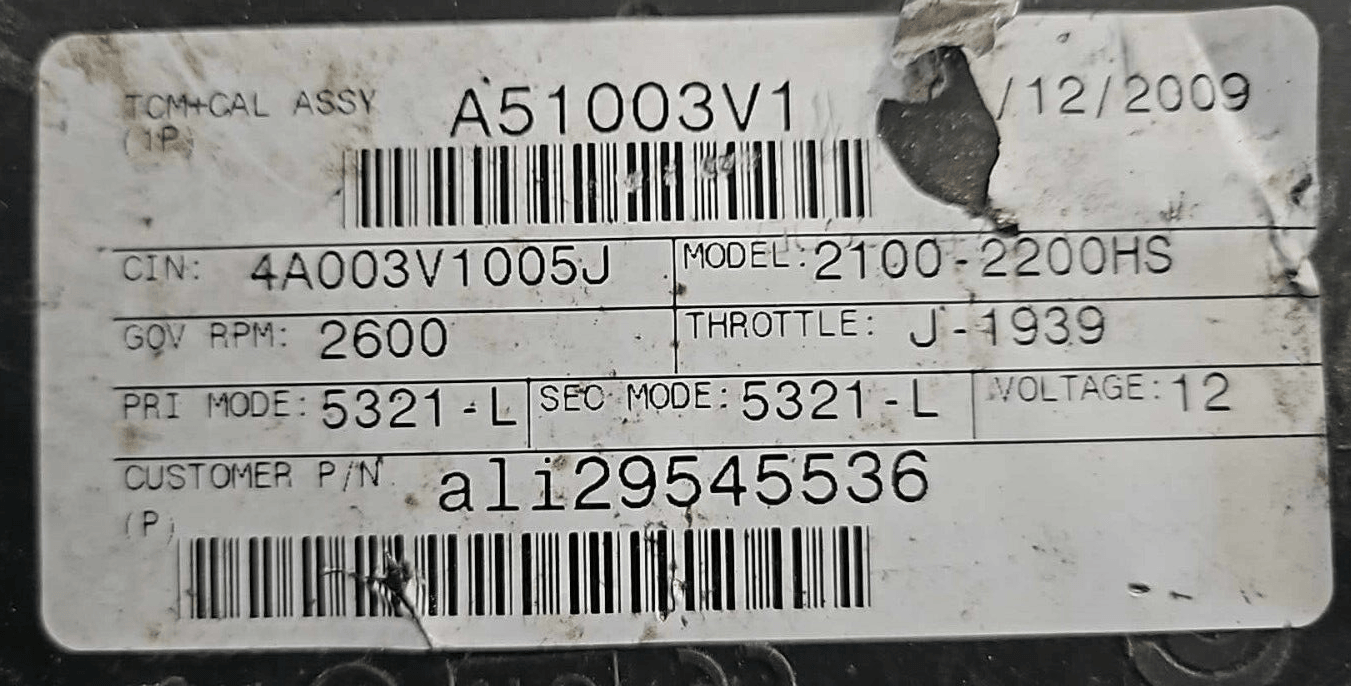 TCM+CAL ASSY A51003V1 /12/2009
(1P)
CIN: 4A003V1005J MODEL: 2100-2200HS
GOV RPM: 2600 THROTTLE: J-1939
PRI MODE: 5321-L SEC MODE: 5321-L VOLTAGE: 12
CUSTOMER P/N. ali29545536
(P)